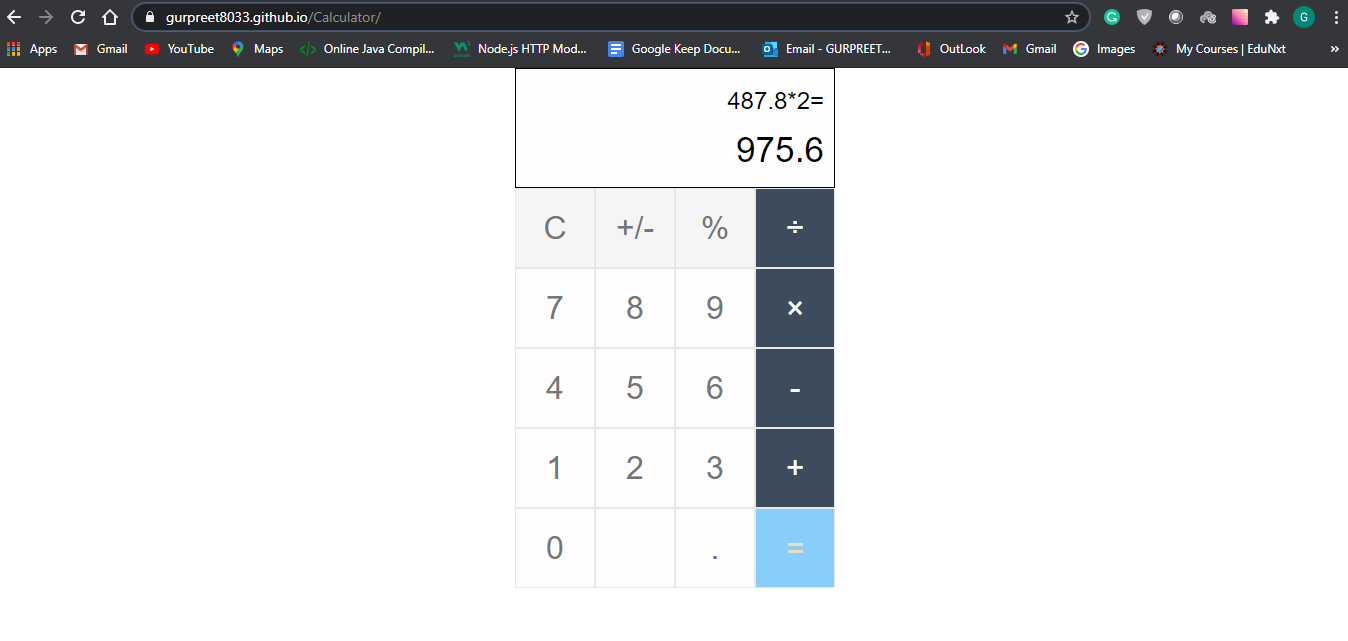 gurpreet8033.github.io/Calculator/
G
Apps Gmail YouTube Maps Online Java Compil... Node.js HTTP Mod... Google Keep Docu... Email - GURPREET... OutLook Gmail Images My Courses | EduNxt »
487.8*2=
975.6
C +/- % ÷
7 8 9 ×
4 5 6 -
1 2 3 +
0 . =